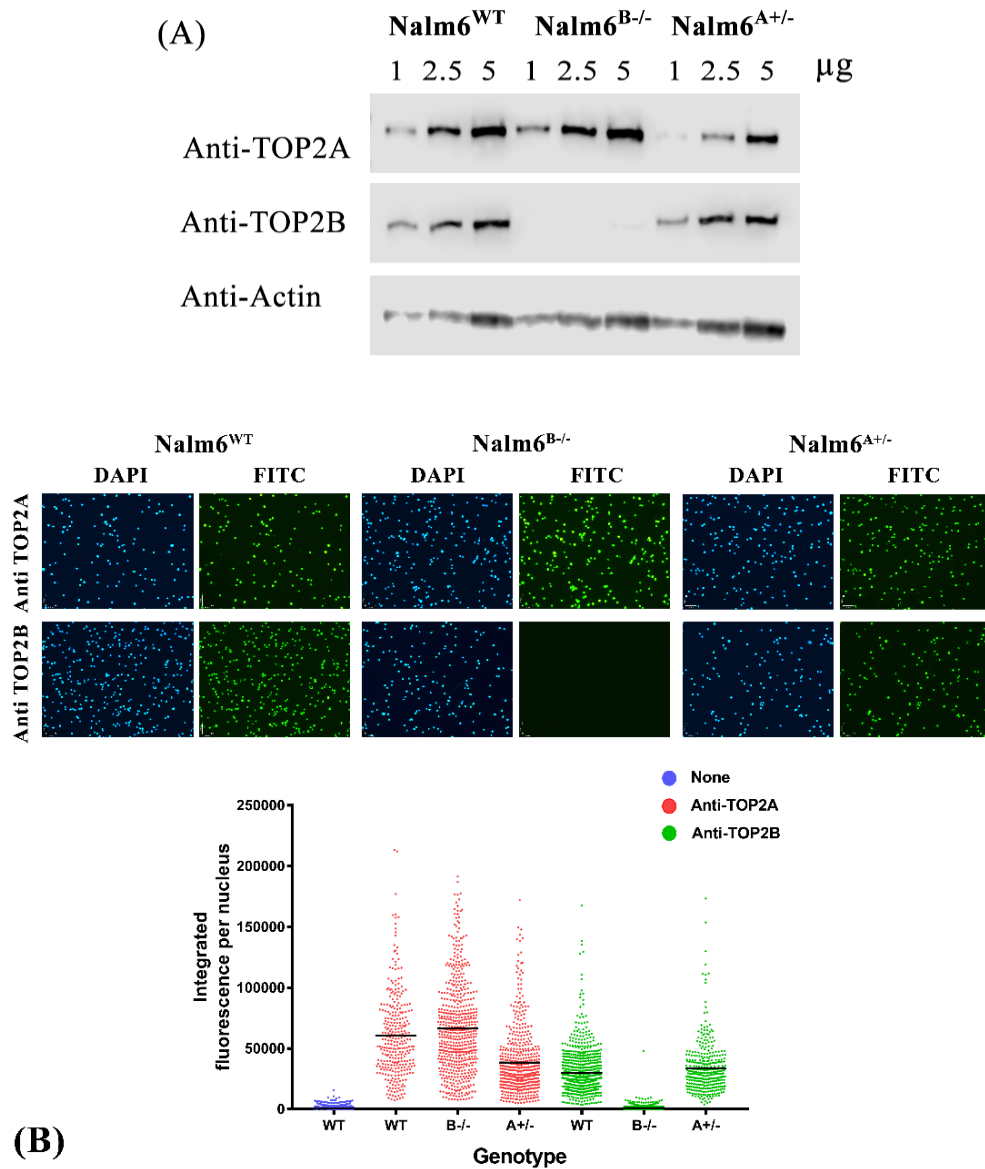 (A)
Nalm6WT Nalm6B-/- Nalm6A+/-
1 2.5 5 1 2.5 5 1 2.5 5 µg
Anti-TOP2A
Anti-TOP2B
Anti-Actin
Nalm6WT Nalm6B-/- Nalm6A+/-
DAPI FITC DAPI FITC DAPI FITC
Anti TOP2A
Anti TOP2B
None
Anti-TOP2A
Anti-TOP2B
Integrated
fluorescence per nucleus
250000
200000
150000
100000
50000
0
WT WT B-/- A+/- WT B-/- A+/-
Genotype
(B)